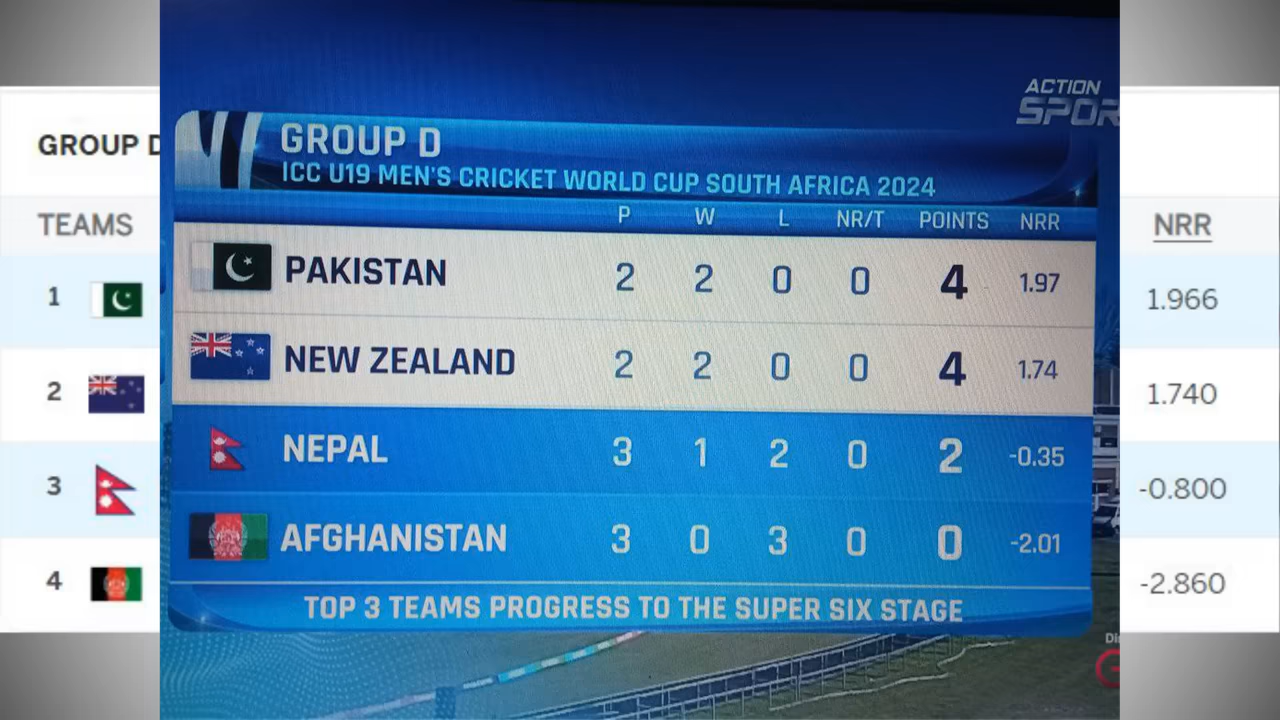 ACTION
SPOR
GROUP D
ICC U19 MEN'S CRICKET WORLD CUP SOUTH AFRICA 2024
P W L NR/T POINTS NRR
PAKISTAN 2 2 0 0 4 1.97
NEW ZEALAND 2 2 0 0 4 1.74
NEPAL 3 1 2 0 2 -0.35
AFGHANISTAN 3 0 3 0 0 -2.01
TOP 3 TEAMS PROGRESS TO THE SUPER SIX STAGE
GROUP D
TEAMS NRR
1 1.966
2 1.740
3 -0.800
4 -2.860